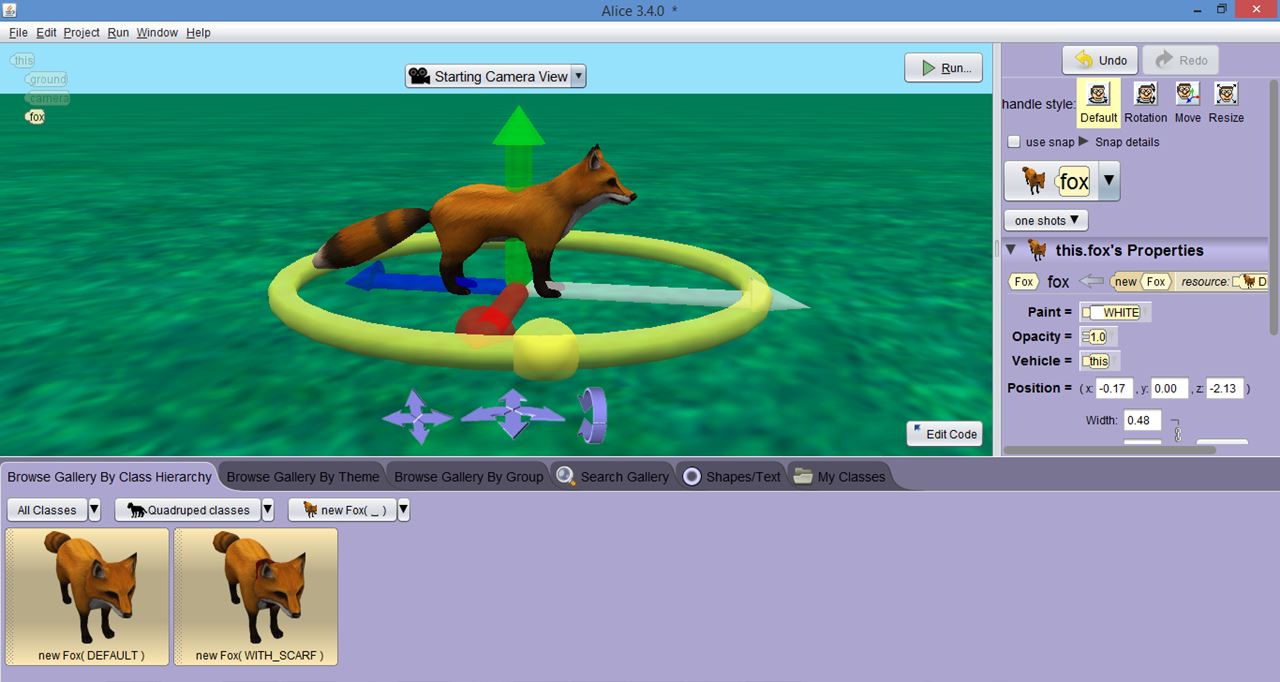 Alice 3.4.0 *
File Edit Project Run Window Help
this
ground
camera
fox
Starting Camera View
Run...
Undo
Redo
handle style:
Default
Rotation
Move
Resize
use snap
Snap details
fox
one shots
this.fox's Properties
Fox fox new Fox resource: D
Paint = WHITE
Opacity = 1.0
Vehicle = this
Position = ( x: -0.17 , y: 0.00 , z: -2.13 )
Width: 0.48
Edit Code
Browse Gallery By Class Hierarchy
Browse Gallery By Theme
Browse Gallery By Group
Search Gallery
Shapes/Text
My Classes
All Classes
Quadruped classes
new Fox( _ )
new Fox( DEFAULT )
new Fox( WITH_SCARF )